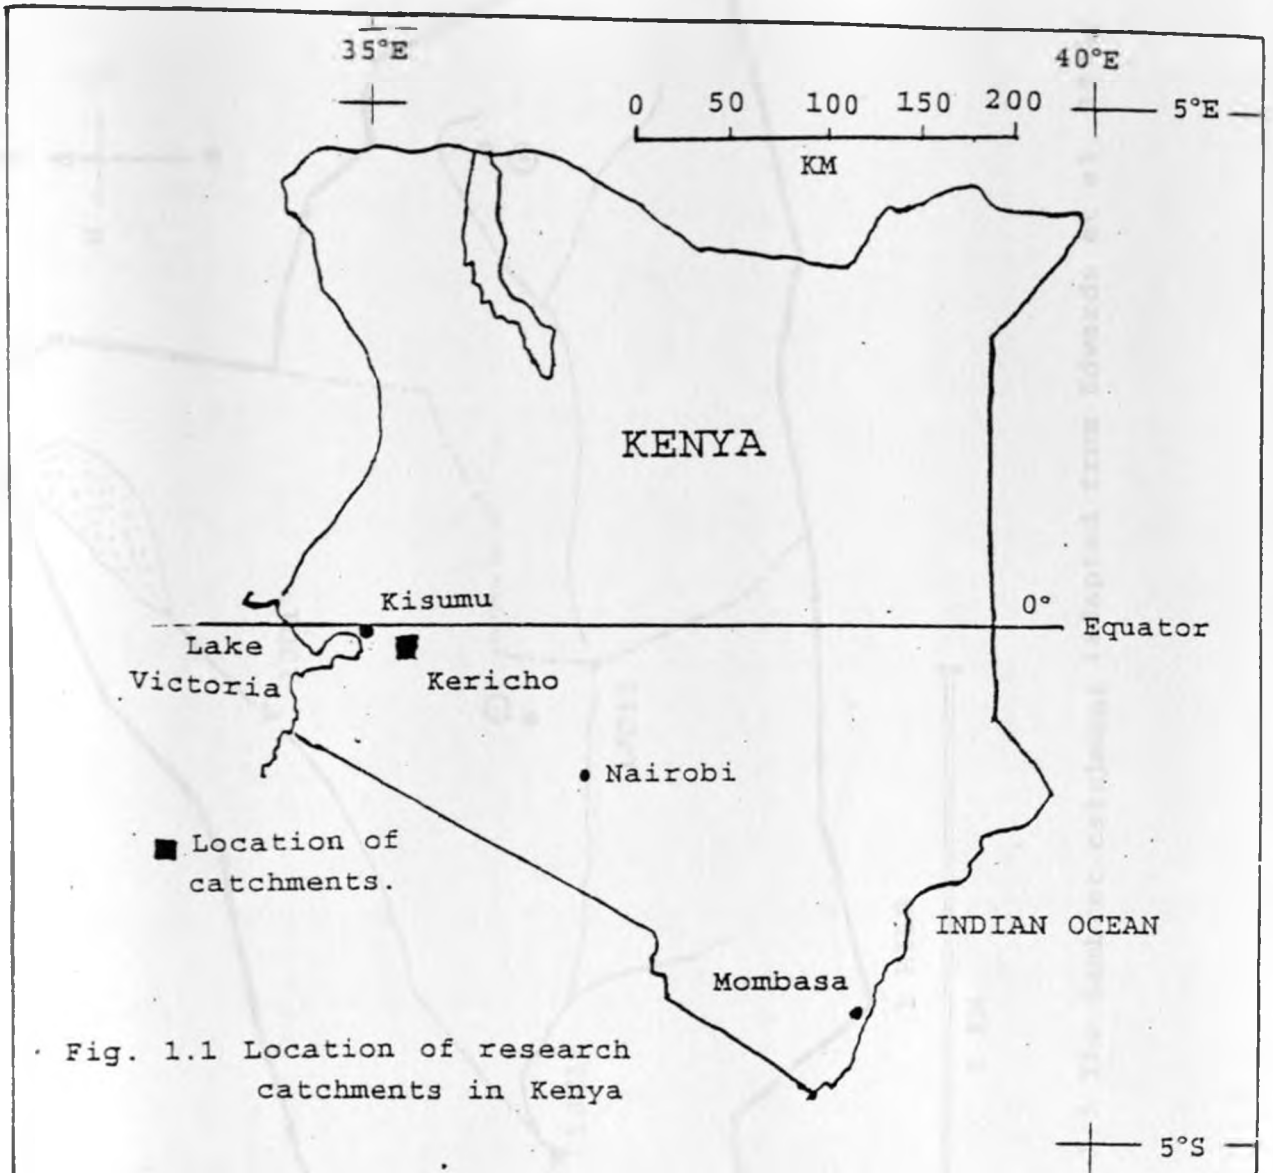 35°E
40°E
0 50 100 150 200
5°E
KM
KENYA
Kisumu
0°
Equator
Lake
Victoria
Kericho
Nairobi
Location of
catchments.
INDIAN OCEAN
Mombasa
Fig. 1.1 Location of research
catchments in Kenya
5°S